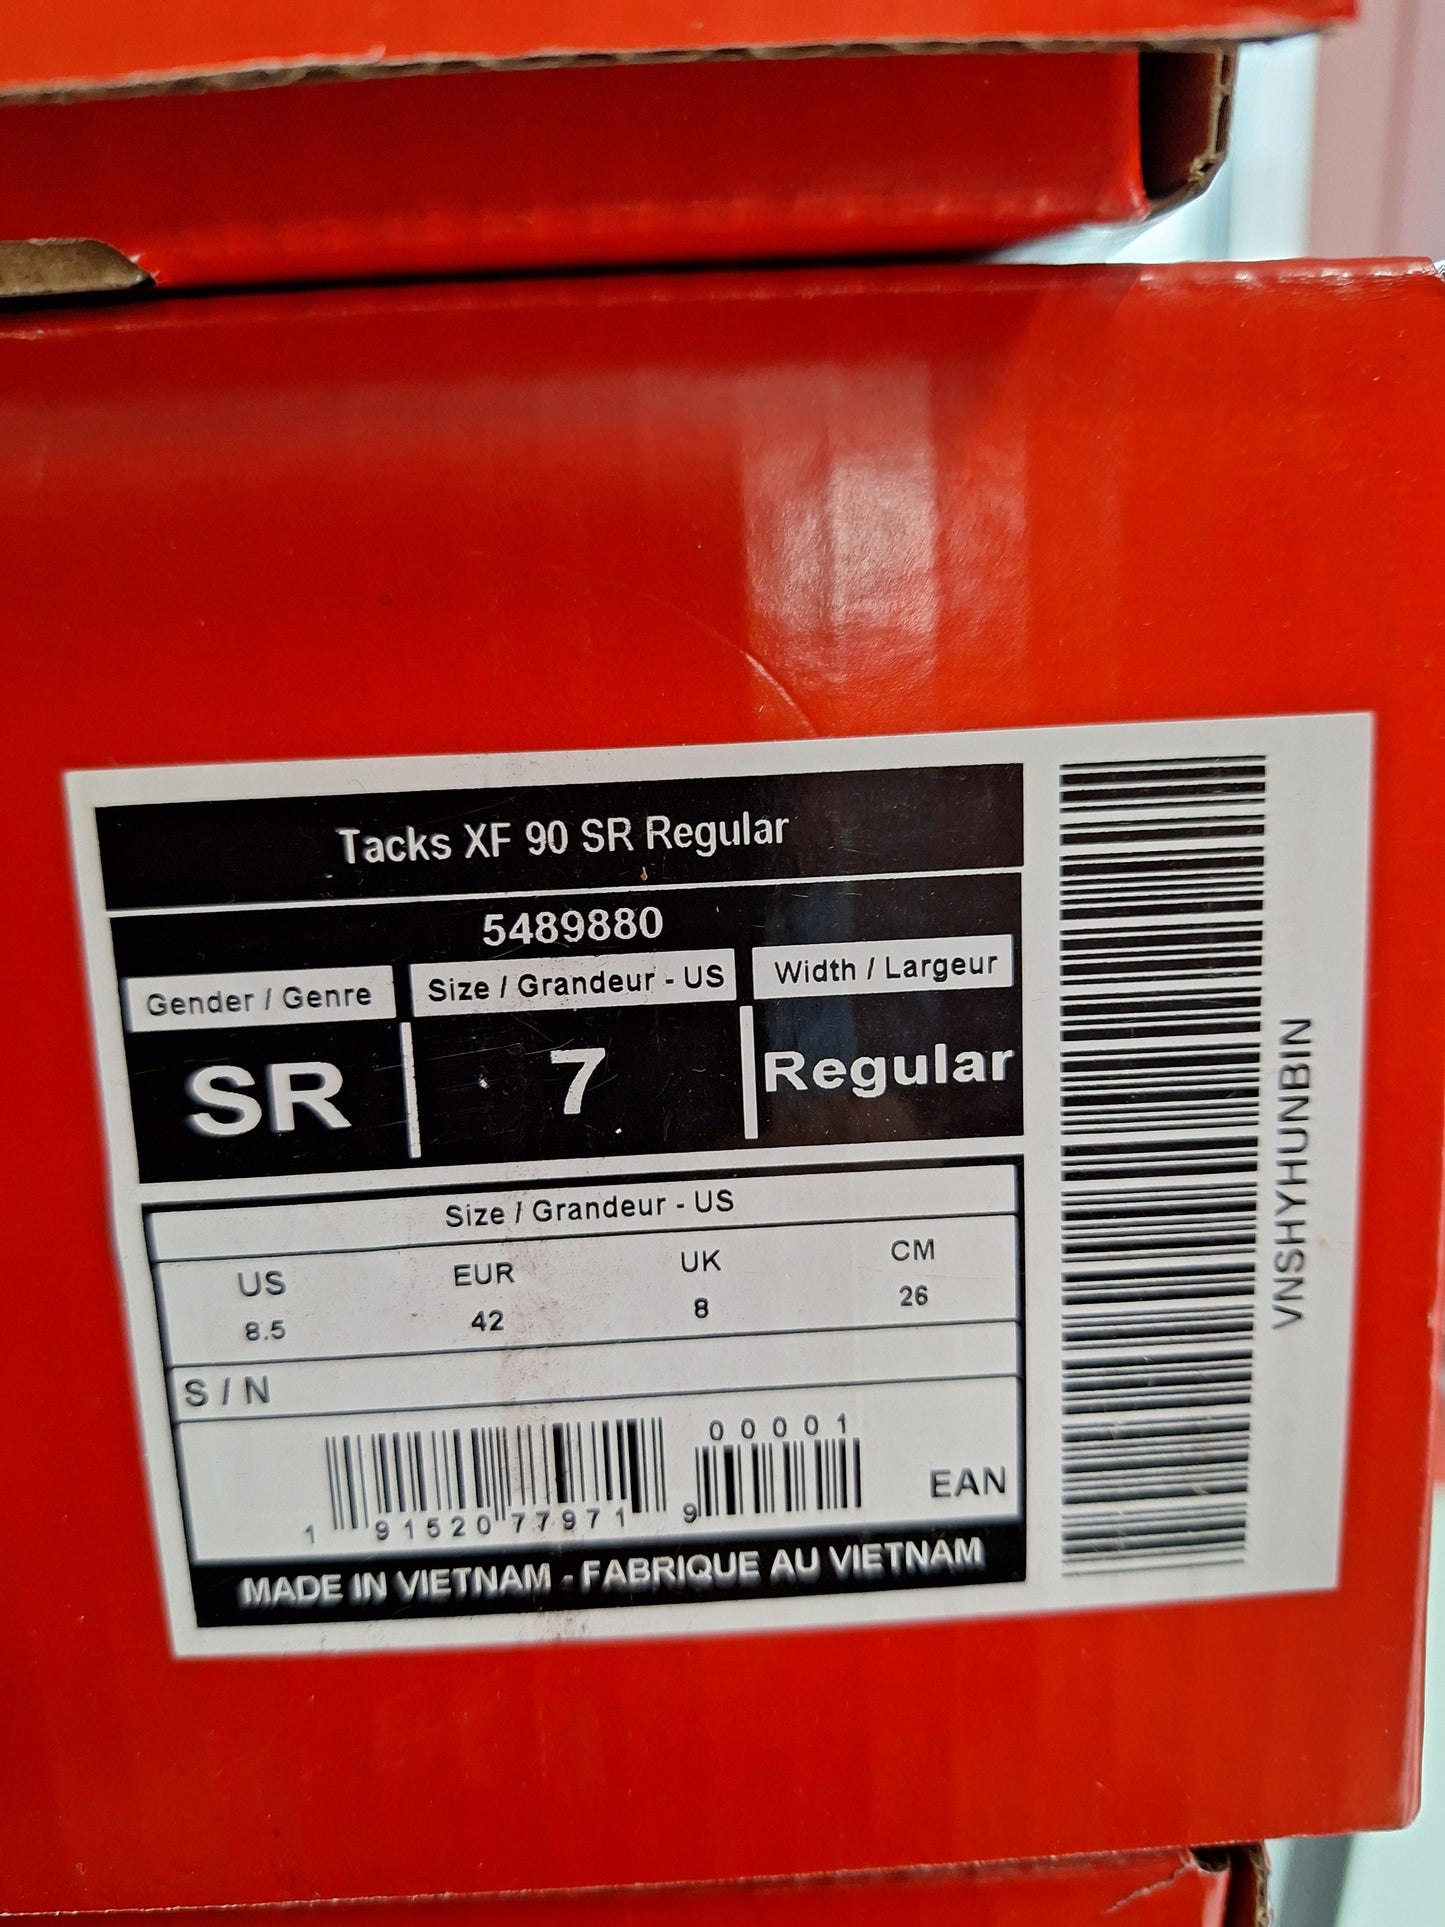 Tacks XF 90 SR Regular
5489880
Gender / Genre Size / Grandeur - US Width / Largeur
SR 7 Regular
Size / Grandeur - US
US EUR UK CM
8.5 42 8 26
S / N
00001
1 91520 77971 9
EAN
MADE IN VIETNAM - FABRIQUE AU VIETNAM
VNSHYHUNBIN